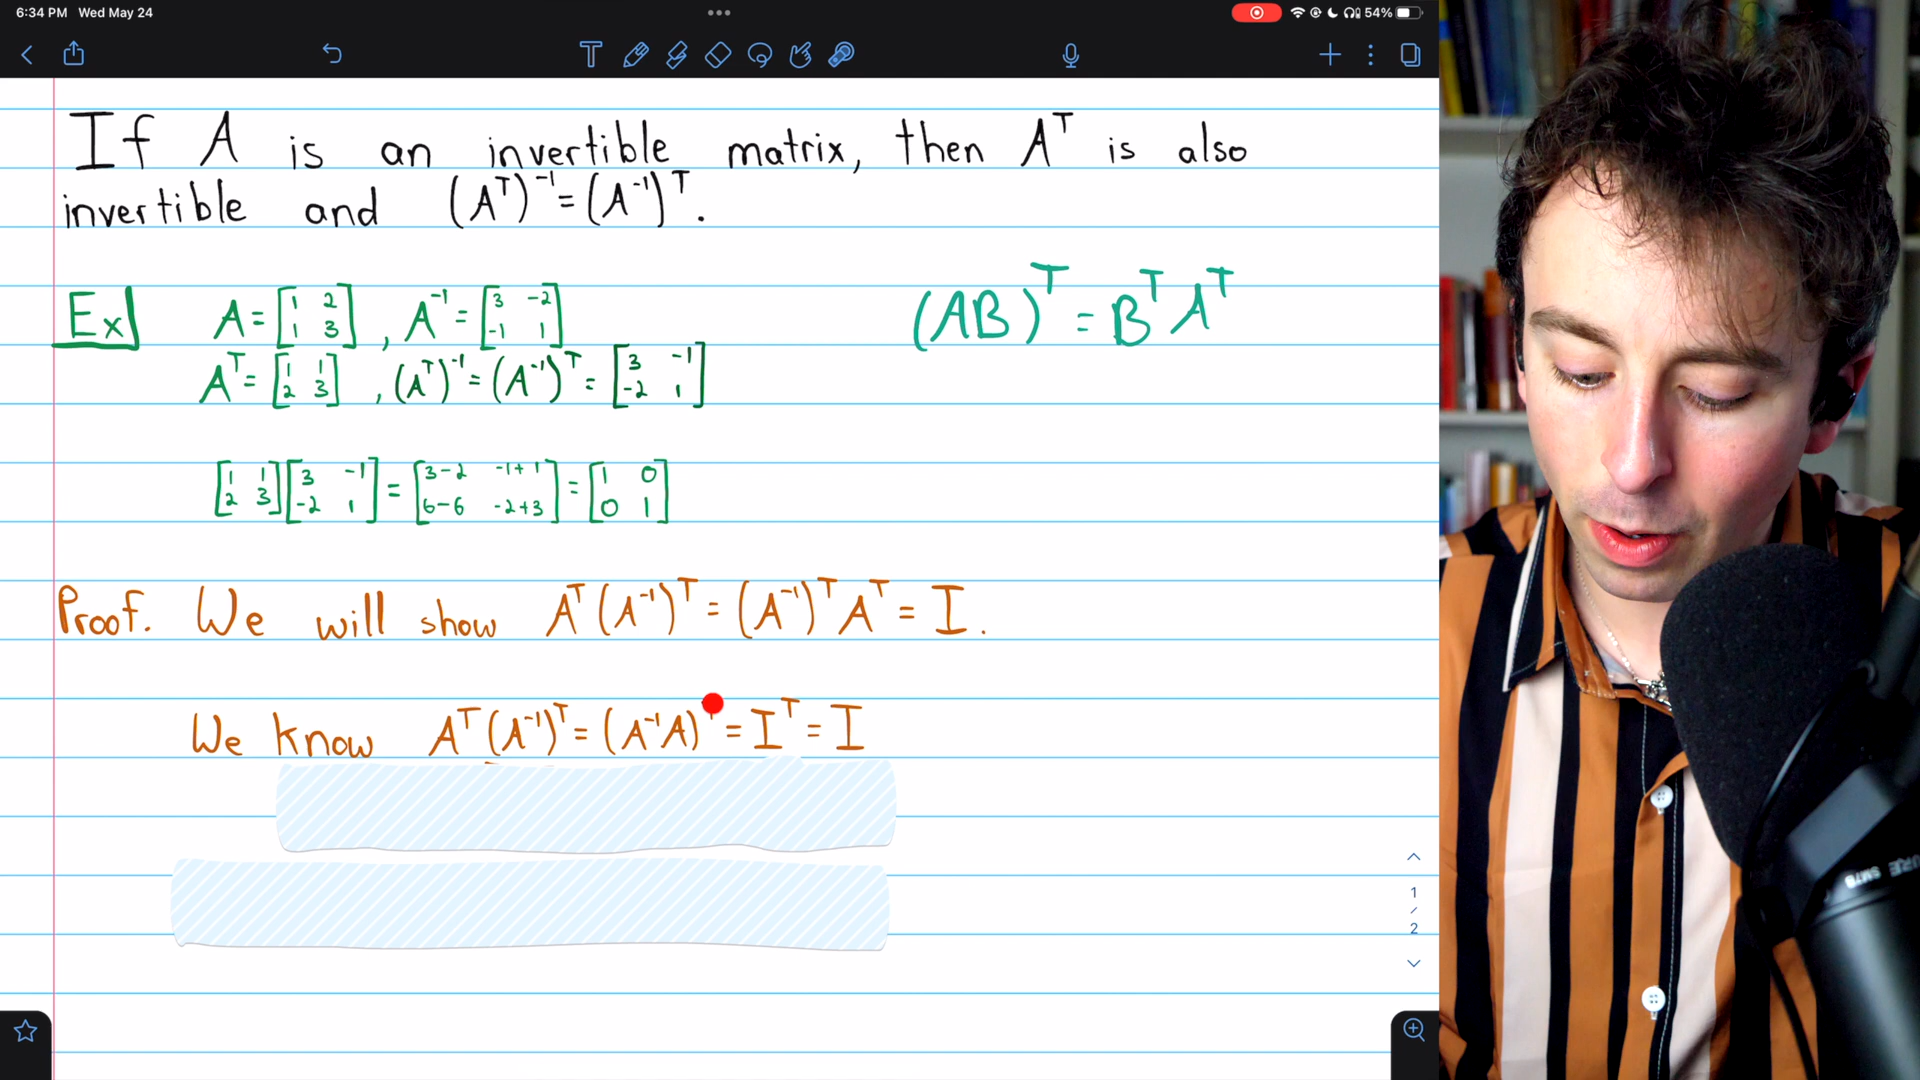 6:34 PM Wed May 24
54%
If A is an invertible matrix, then Aᵀ is also
invertible and (Aᵀ)⁻¹ = (A⁻¹)ᵀ.
Ex A = [1 2; 1 3], A⁻¹ = [3 -2; -1 1]
(AB)ᵀ = BᵀAᵀ
Aᵀ = [1 1; 2 3], (Aᵀ)⁻¹ = (A⁻¹)ᵀ = [3 -1; -2 1]
[1 1; 2 3][3 -1; -2 1] = [3-2 -1+1; 6-6 -2+3] = [1 0; 0 1]
Proof. We will show Aᵀ(A⁻¹)ᵀ = (A⁻¹)ᵀAᵀ = I.
We know Aᵀ(A⁻¹)ᵀ = (A⁻¹A)ᵀ = Iᵀ = I
1
/
2